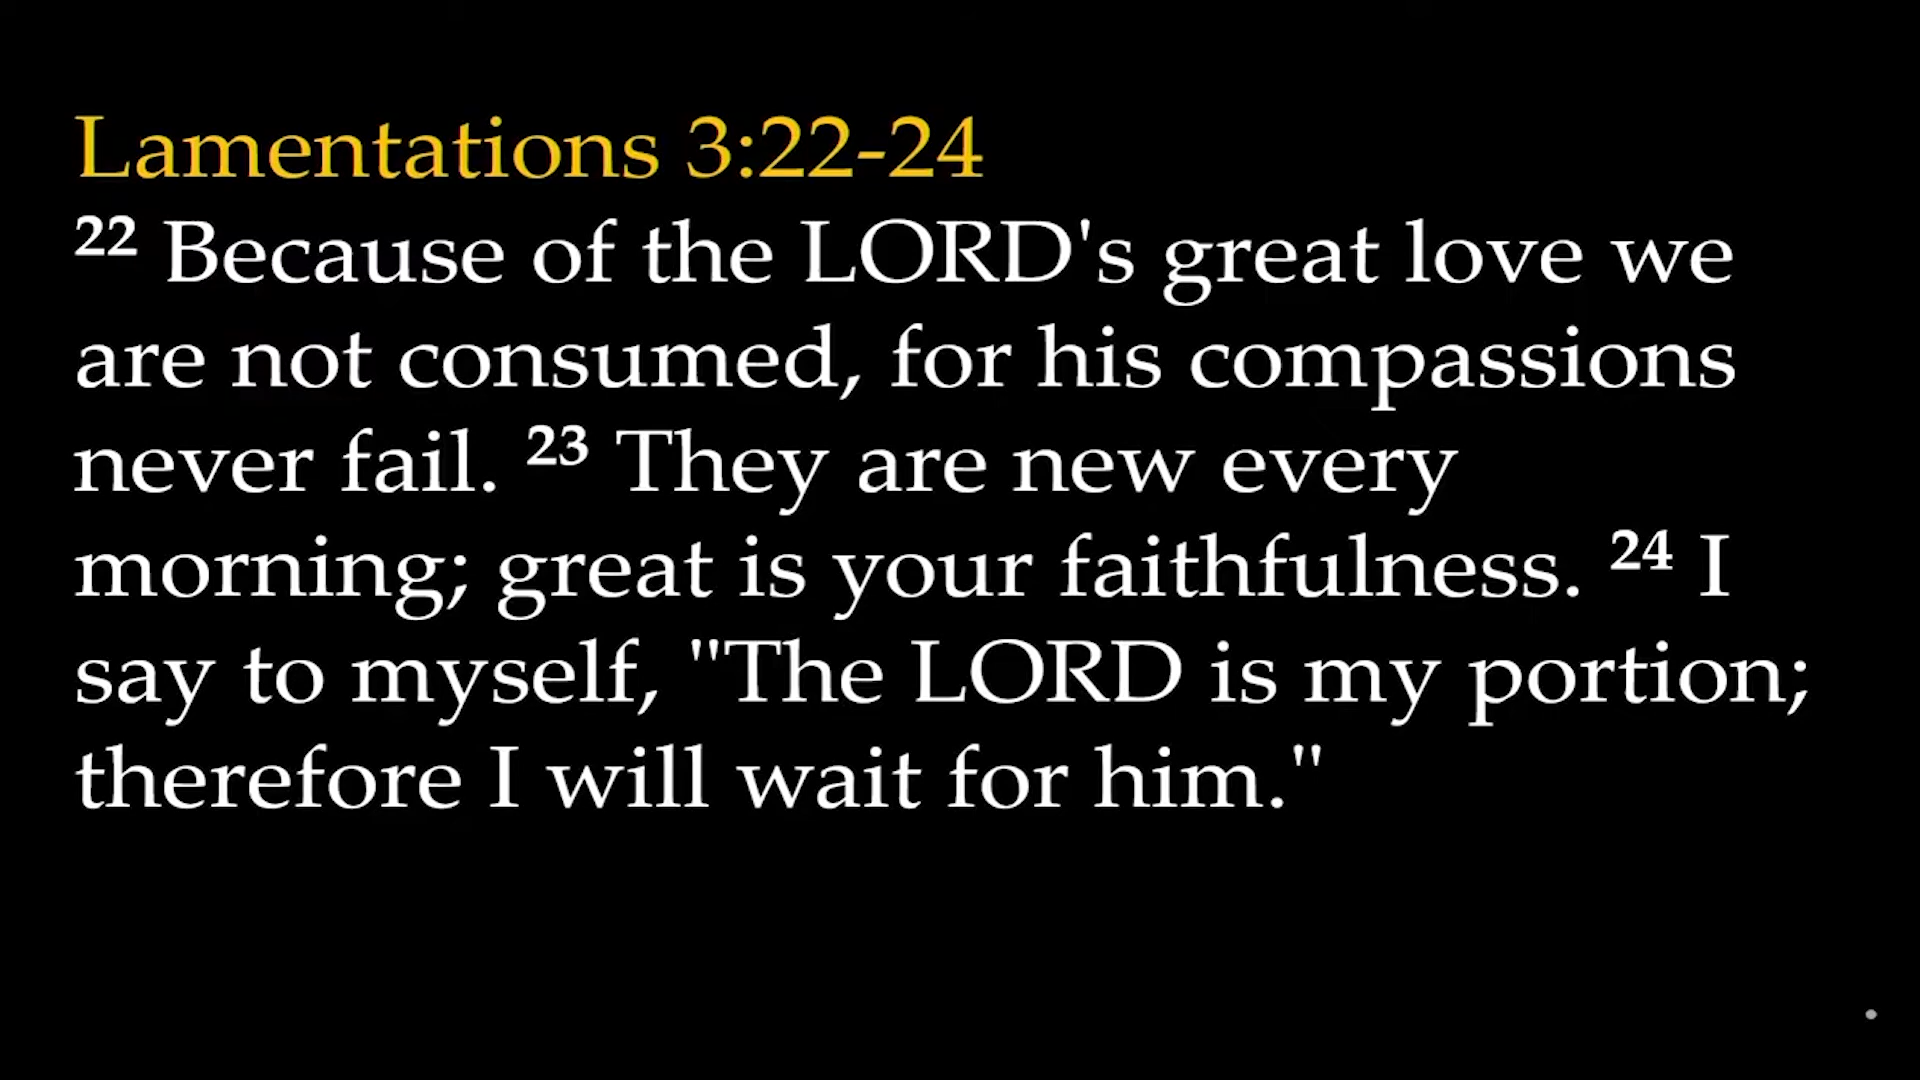 Lamentations 3:22-24
22 Because of the LORD's great love we
are not consumed, for his compassions
never fail. 23 They are new every
morning; great is your faithfulness. 24 I
say to myself, "The LORD is my portion;
therefore I will wait for him."